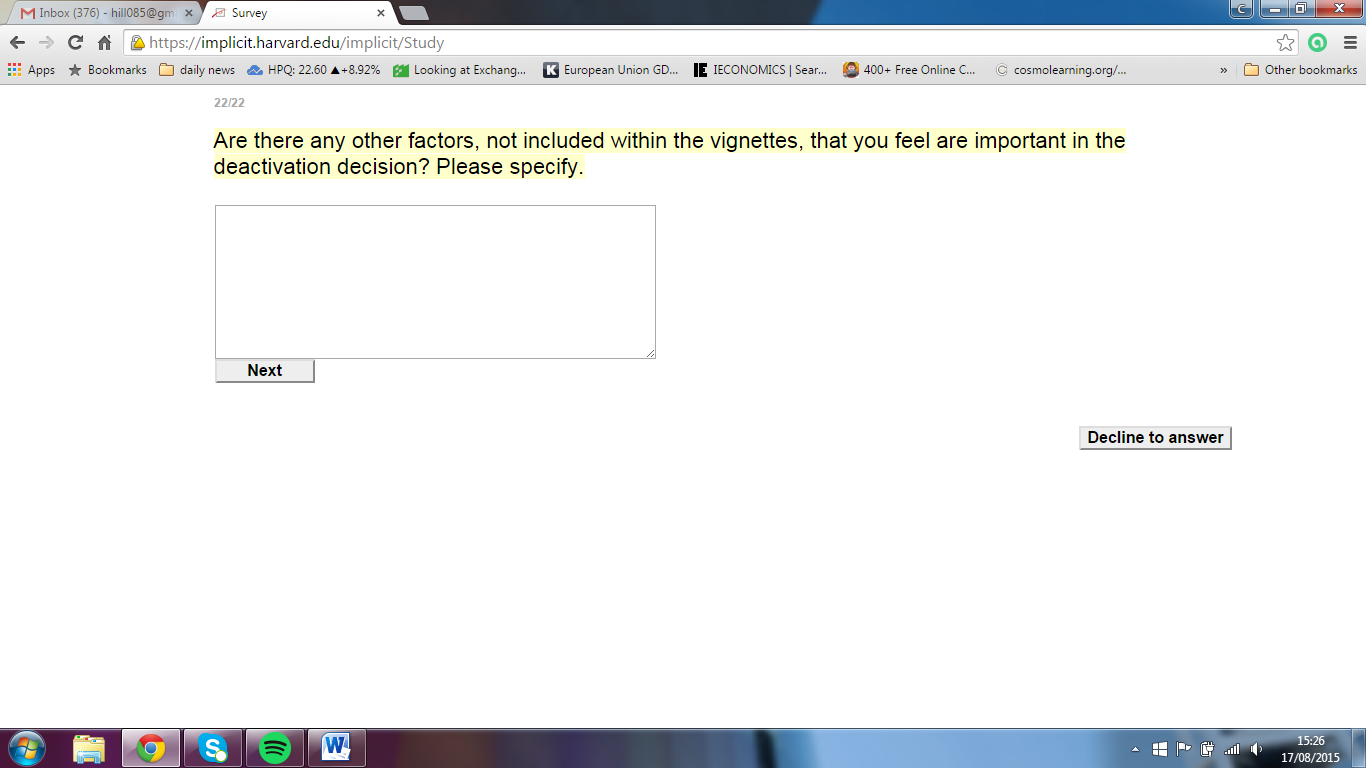 Inbox (376) - hill085@gm
Survey
https://implicit.harvard.edu/implicit/Study
Apps Bookmarks daily news HPQ: 22.60 ▲+8.92% Looking at Exchang... European Union GD... IECONOMICS | Sear... 400+ Free Online C... cosmolearning.org/... » Other bookmarks
22/22
Are there any other factors, not included within the vignettes, that you feel are important in the
deactivation decision? Please specify.
Next
Decline to answer
15:26
17/08/2015